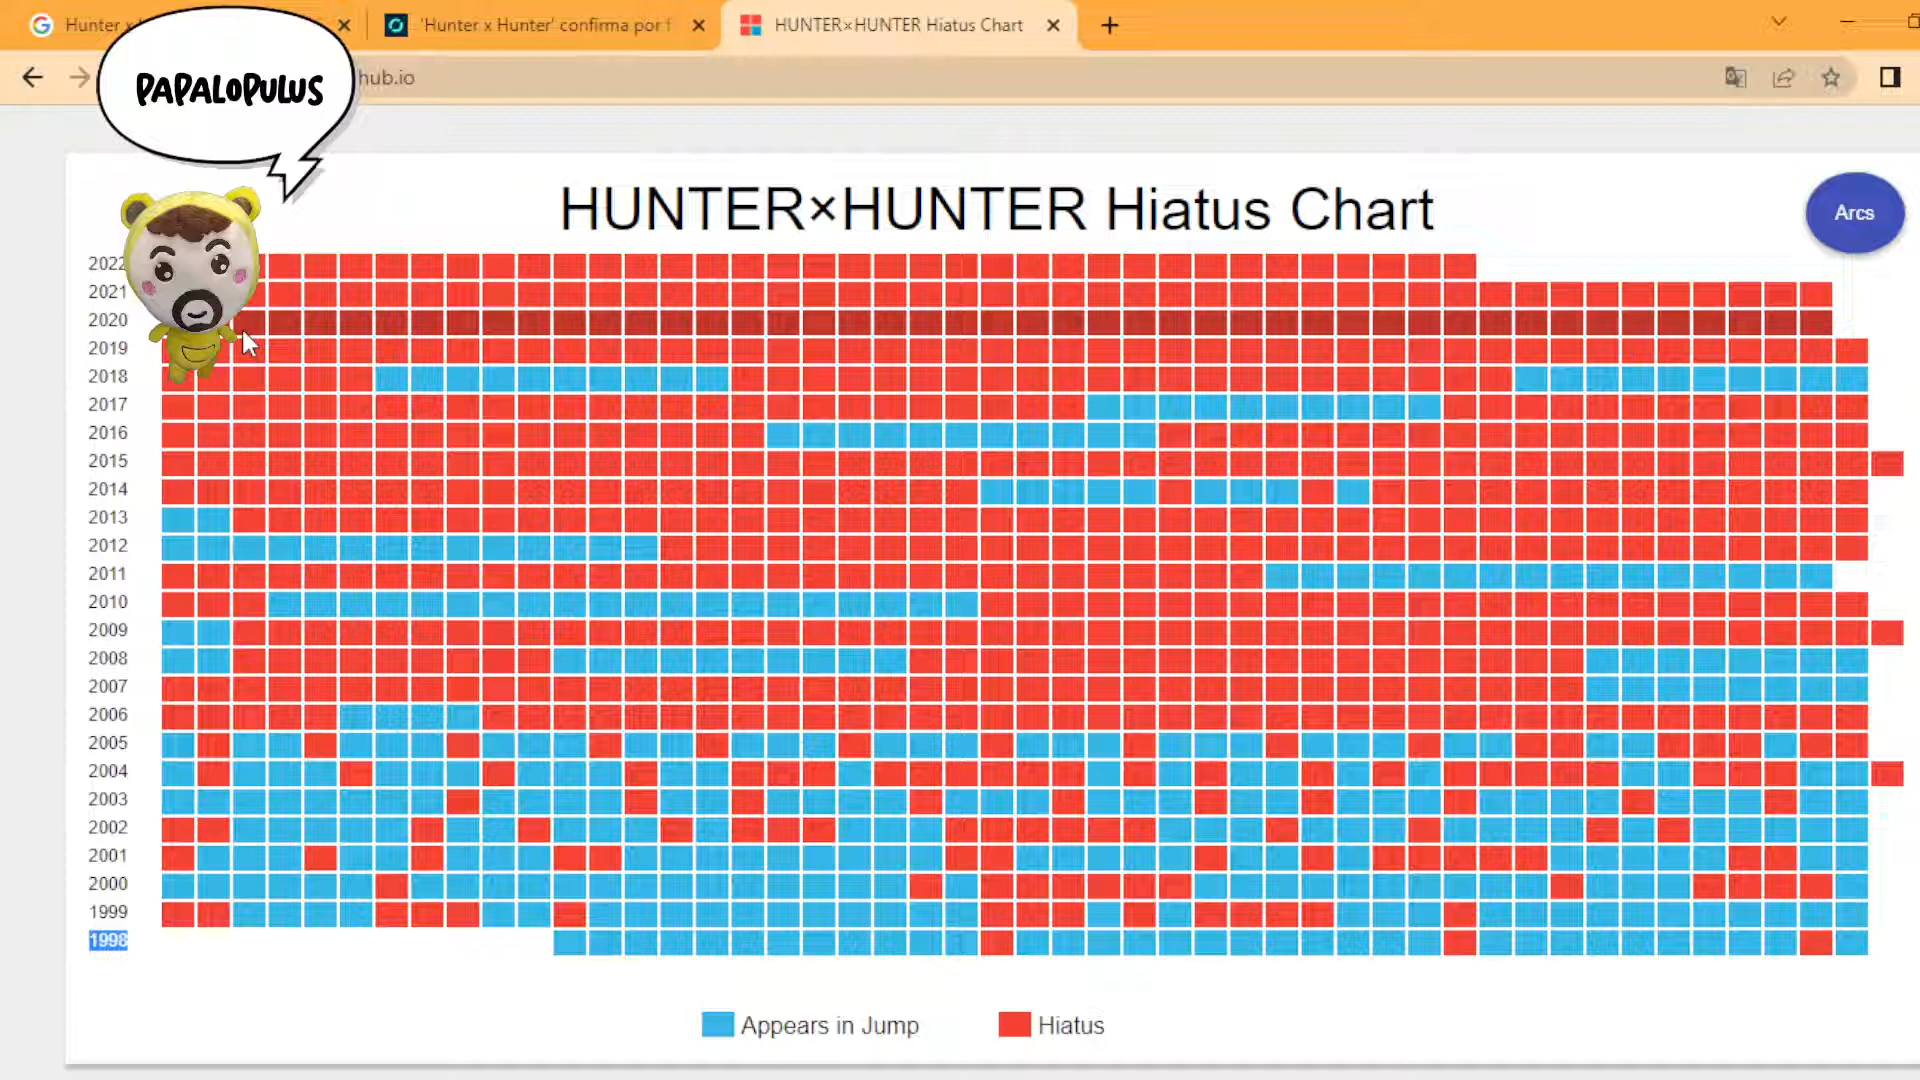 Hunter x
'Hunter x Hunter' confirma por f
HUNTER×HUNTER Hiatus Chart
PAPALOPULUS
hub.io
HUNTER×HUNTER Hiatus Chart
Arcs
2022
2021
2020
2019
2018
2017
2016
2015
2014
2013
2012
2011
2010
2009
2008
2007
2006
2005
2004
2003
2002
2001
2000
1999
1998
Appears in Jump
Hiatus